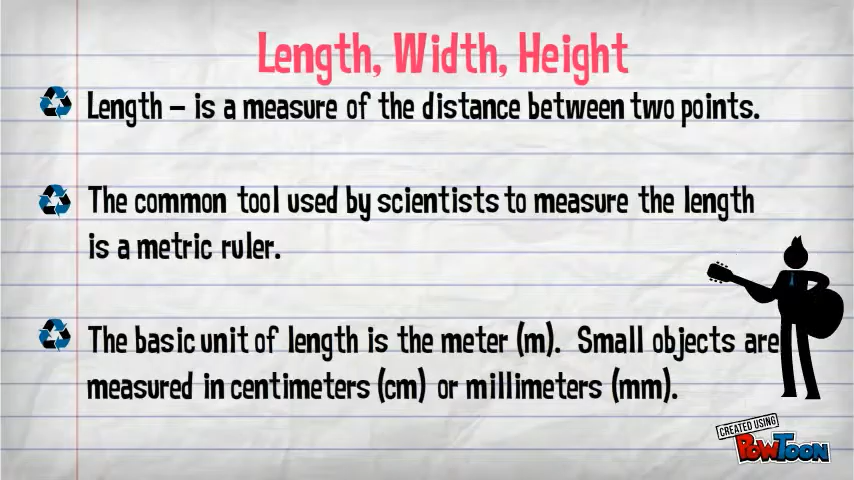 Length, Width, Height
Length – is a measure of the distance between two points.
The common tool used by scientists to measure the length
is a metric ruler.
The basic unit of length is the meter (m). Small objects are
measured in centimeters (cm) or millimeters (mm).
CREATED USING
POWTOON